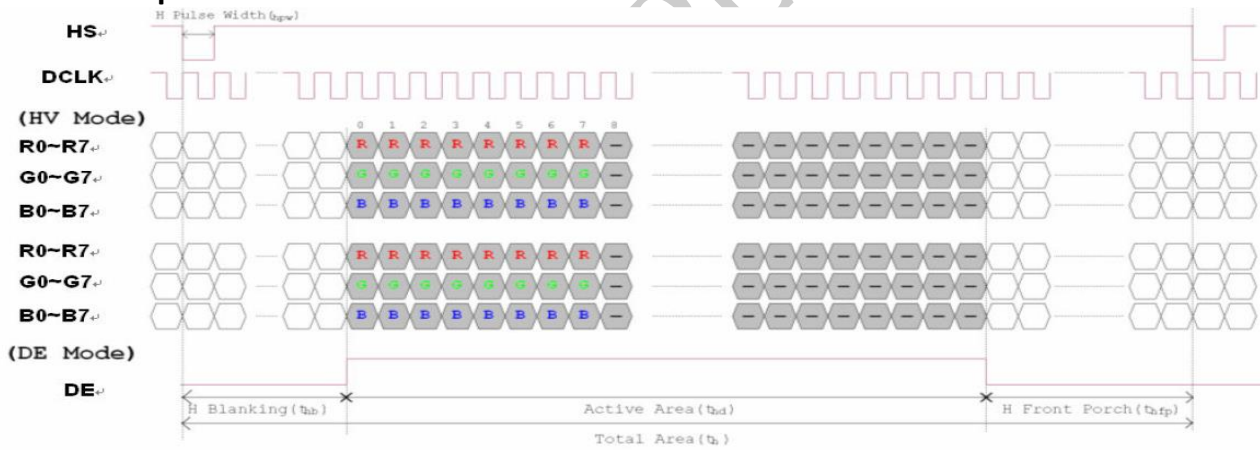 H Pulse Width(thpw)
HS
DCLK
(HV Mode)
0 1 2 3 4 5 6 7 8
R0~R7 R R R R R R R R
G0~G7 G G G G G G G G
B0~B7 B B B B B B B B
R0~R7 R R R R R R R R
G0~G7 G G G G G G G G
B0~B7 B B B B B B B B
(DE Mode)
DE
H Blanking(thb) Active Area(thd) H Front Porch(thfp)
Total Area(th)